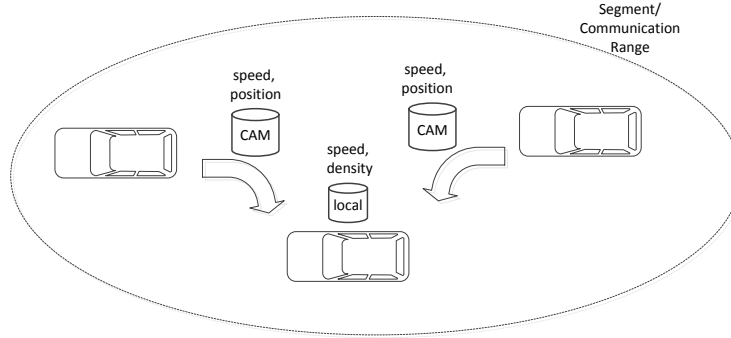 Segment/
Communication
Range
speed,
position
CAM
speed,
position
CAM
speed,
density
local